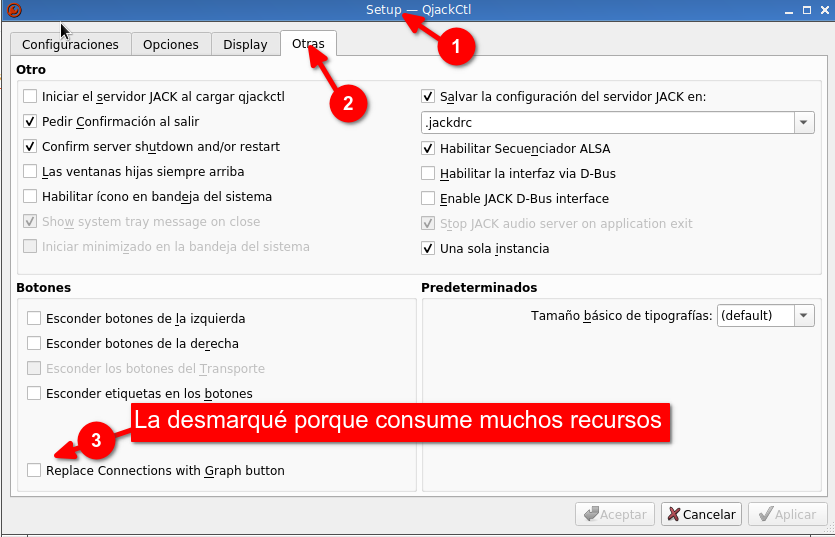 Setup — QjackCtl
1
Configuraciones
Opciones
Display
Otras
2
Otro
Iniciar el servidor JACK al cargar qjackctl
Pedir Confirmación al salir
Confirm server shutdown and/or restart
Las ventanas hijas siempre arriba
Habilitar ícono en bandeja del sistema
Show system tray message on close
Iniciar minimizado en la bandeja del sistema
Salvar la configuración del servidor JACK en:
.jackdrc
Habilitar Secuenciador ALSA
Habilitar la interfaz via D-Bus
Enable JACK D-Bus interface
Stop JACK audio server on application exit
Una sola instancia
Botones
Esconder botones de la izquierda
Esconder botones de la derecha
Esconder los botones del Transporte
Esconder etiquetas en los botones
La desmarqué porque consume muchos recursos
3
Replace Connections with Graph button
Predeterminados
Tamaño básico de tipografías: (default)
Aceptar
Cancelar
Aplicar